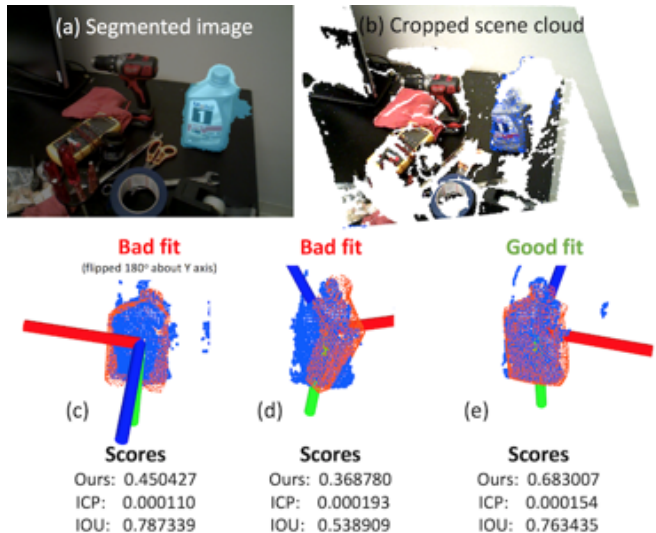 (a) Segmented image
(b) Cropped scene cloud
Bad fit
(flipped 180° about Y axis)
Bad fit
Good fit
(c)
(d)
(e)
Scores
Ours: 0.450427
ICP: 0.000110
IOU: 0.787339
Scores
Ours: 0.368780
ICP: 0.000193
IOU: 0.538909
Scores
Ours: 0.683007
ICP: 0.000154
IOU: 0.763435